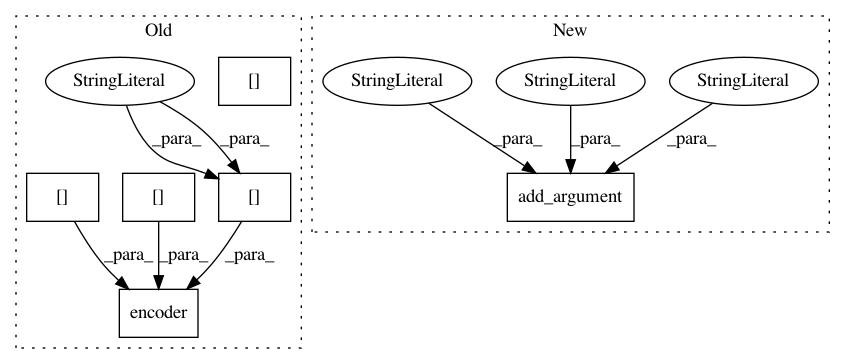 Old
New
StringLiteral
[]
StringLiteral
StringLiteral
StringLiteral
_para_
_para_
_para_
_para_
_para_
[]
[]
[]
add_argument
_para_
_para_
_para_
encoder